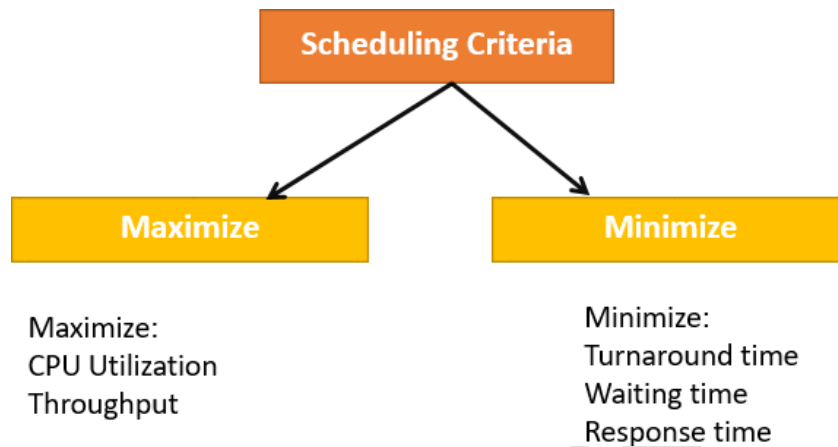 Scheduling Criteria
Maximize
Minimize
Maximize:
CPU Utilization
Throughput
Minimize:
Turnaround time
Waiting time
Response time